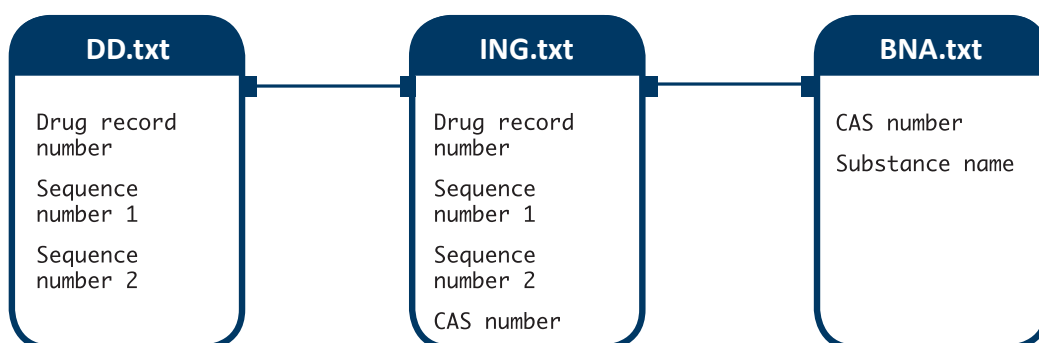 DD.txt
Drug record
number
Sequence
number 1
Sequence
number 2
ING.txt
Drug record
number
Sequence
number 1
Sequence
number 2
CAS number
BNA.txt
CAS number
Substance name